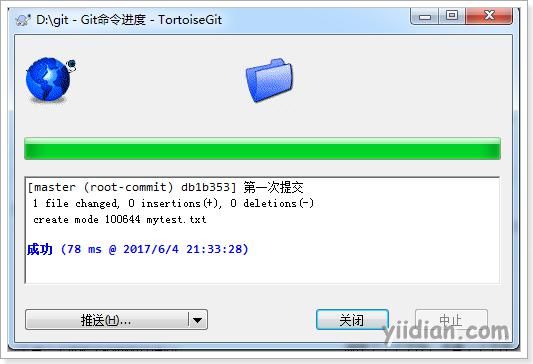 D:\git - Git命令进度 - TortoiseGit
[master (root-commit) db1b353] 第一次提交
1 file changed, 0 insertions(+), 0 deletions(-)
create mode 100644 mytest.txt
成功 (78 ms @ 2017/6/4 21:33:28)
推送(H)...
关闭
中止
yiidian.com